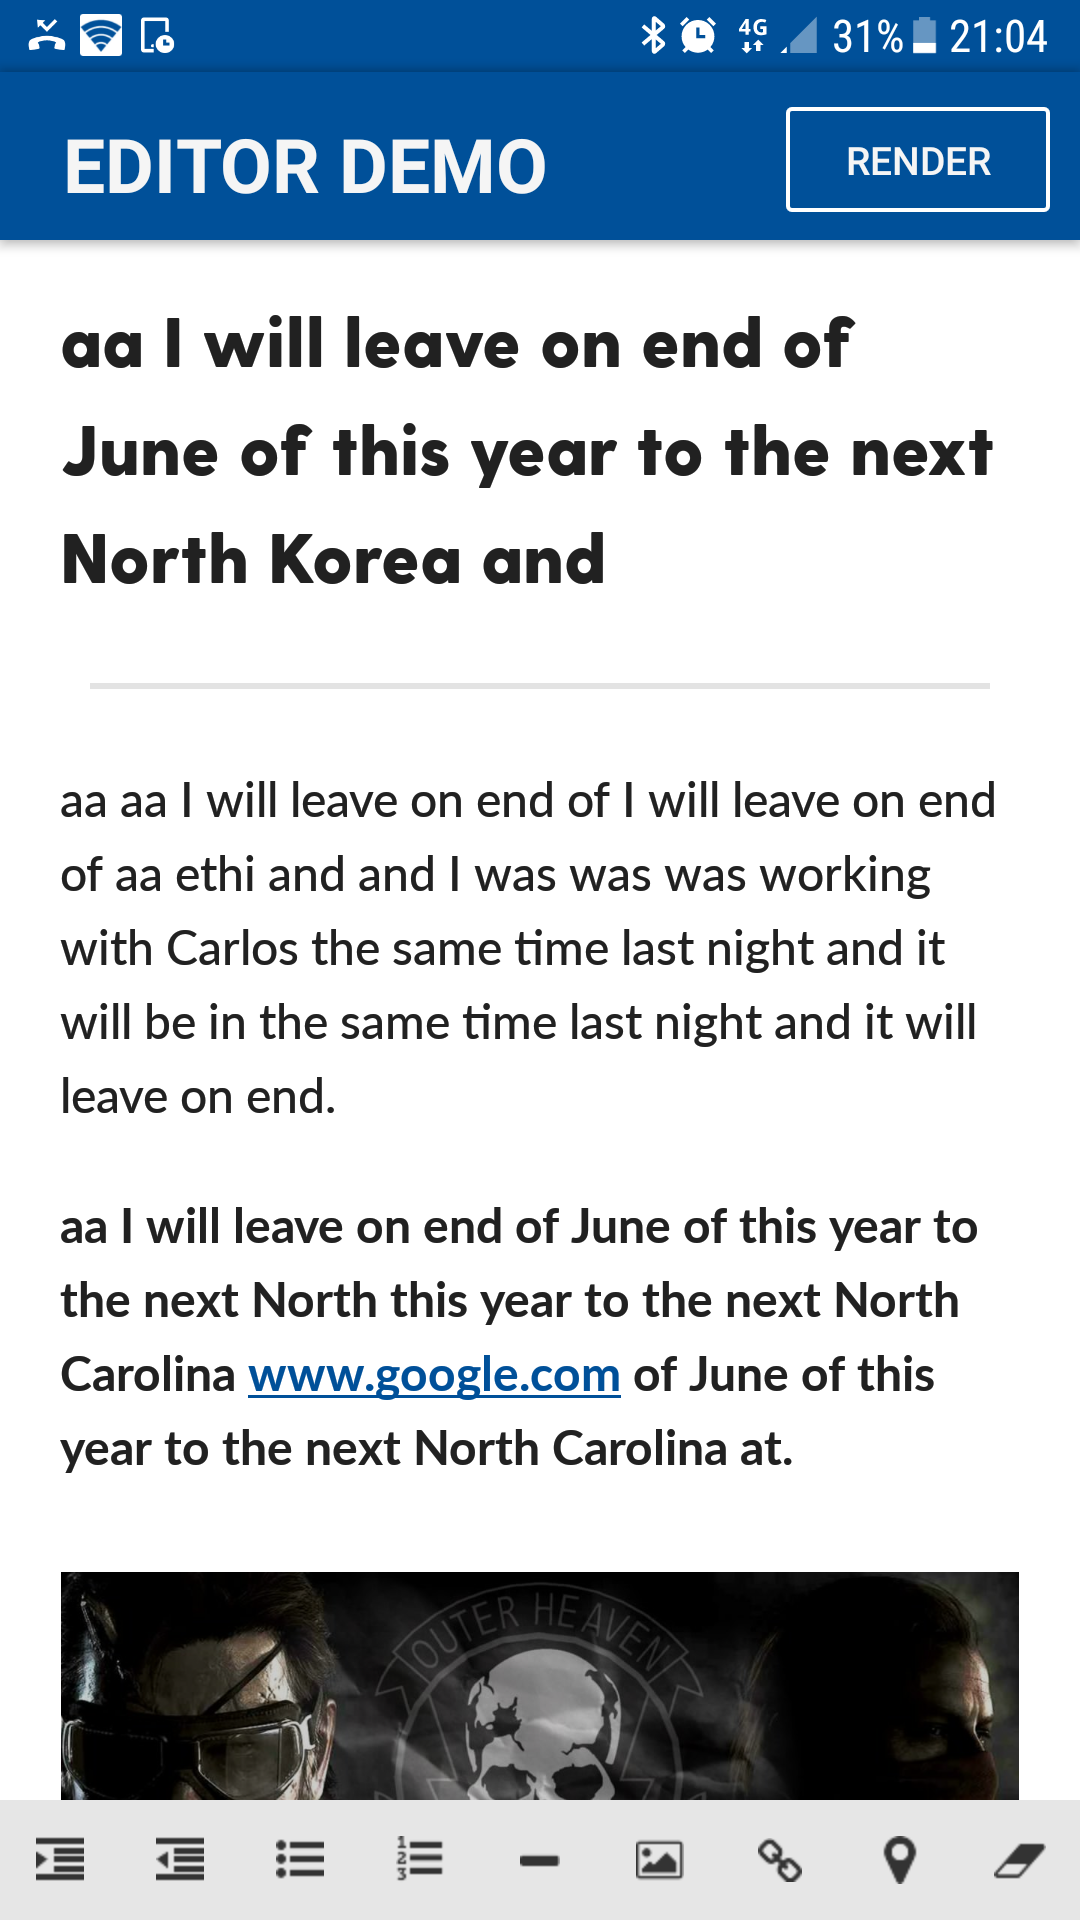 4G 31% 21:04
EDITOR DEMO RENDER
aa I will leave on end of
June of this year to the next
North Korea and
aa aa I will leave on end of I will leave on end
of aa ethi and and I was was was working
with Carlos the same time last night and it
will be in the same time last night and it will
leave on end.
aa I will leave on end of June of this year to
the next North this year to the next North
Carolina www.google.com of June of this
year to the next North Carolina at.
OUTER HEAVEN
1
2
3